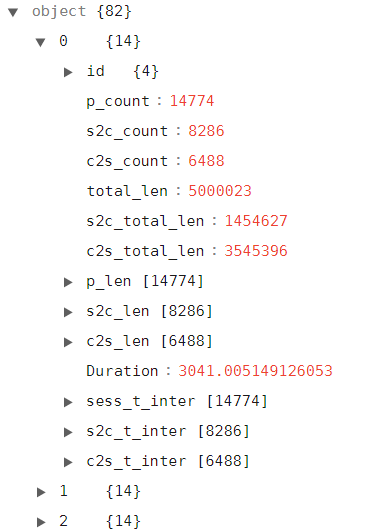 object {82}
0 {14}
id {4}
p_count : 14774
s2c_count : 8286
c2s_count : 6488
total_len : 5000023
s2c_total_len : 1454627
c2s_total_len : 3545396
p_len [14774]
s2c_len [8286]
c2s_len [6488]
Duration : 3041.005149126053
sess_t_inter [14774]
s2c_t_inter [8286]
c2s_t_inter [6488]
1 {14}
2 {14}